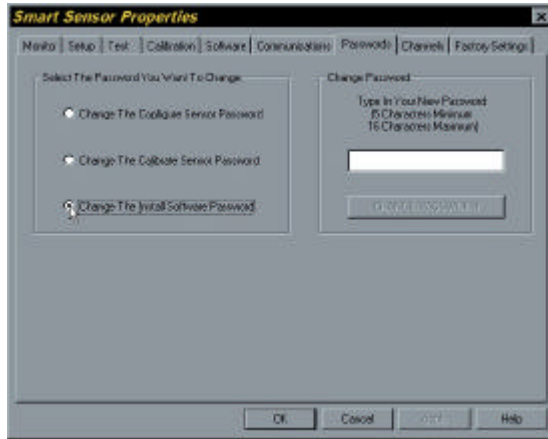 Smart Sensor Properties
Monitor Setup Test Calibration Software Communications Passwords Channels Factory Settings
Select The Password You Want To Change
Change The Configure Sensor Password
Change The Calibrate Sensor Password
Change The Install Software Password
Change Password
Type In Your New Password
(5 Characters Minimum
16 Characters Maximum)
OK Cancel Apply Help